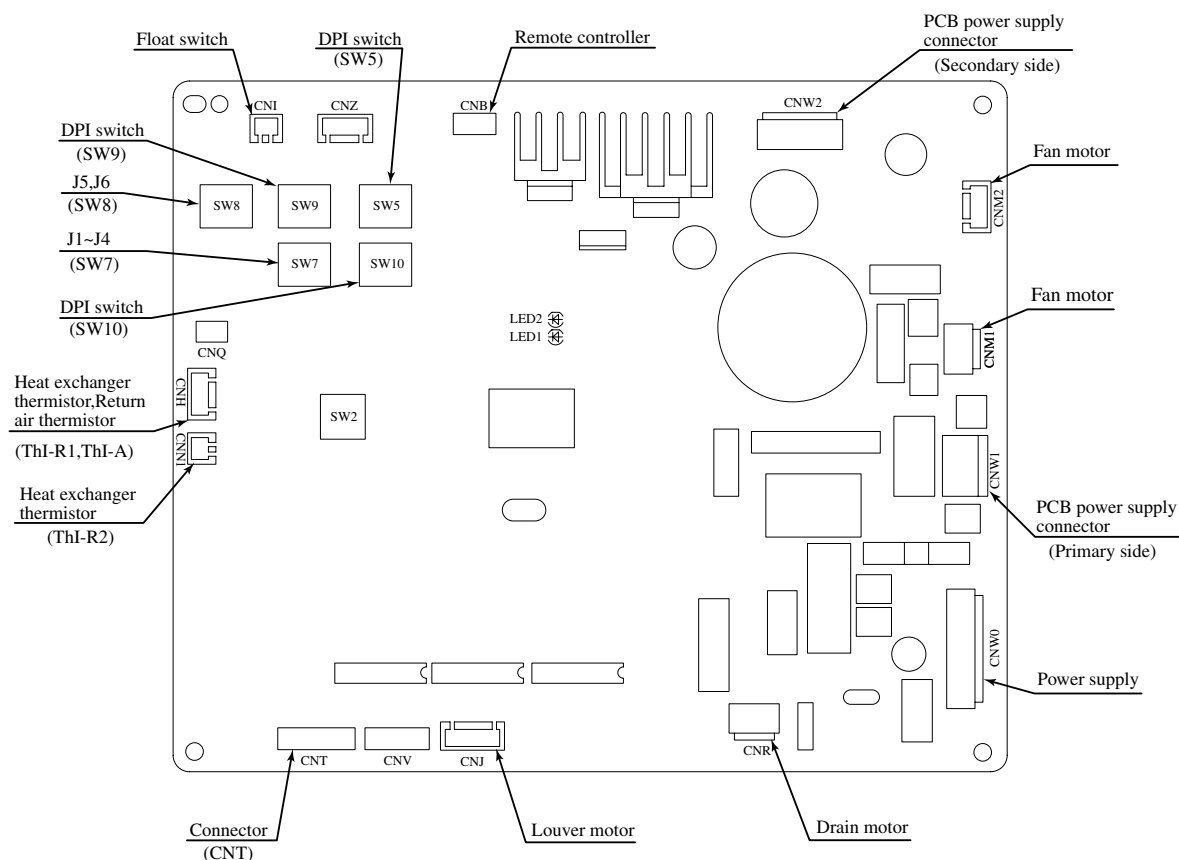 Float switch
DPI switch
(SW5)
Remote controller
PCB power supply
connector
(Secondary side)
CNI
CNZ
CNB
CNW2
DPI switch
(SW9)
Fan motor
J5,J6
(SW8)
SW8
SW9
SW5
CNM2
J1~J4
(SW7)
SW7
SW10
DPI switch
(SW10)
Fan motor
LED2
LED1
CNQ
CNM1
Heat exchanger
thermistor,Return
air thermistor
(ThI-R1,ThI-A)
CNH
SW2
CNNI
CNW1
Heat exchanger
thermistor
(ThI-R2)
PCB power supply
connector
(Primary side)
CNW0
Power supply
CNT
CNV
CNJ
CNR
Connector
(CNT)
Louver motor
Drain motor